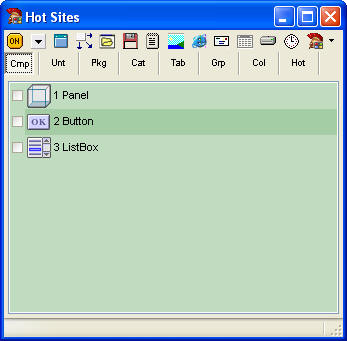 Hot Sites
ON
Cmp Unt Pkg Cat Tab Grp Col Hot
1 Panel
OK 2 Button
3 ListBox